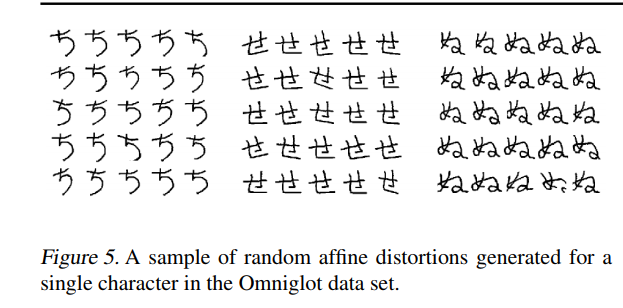 ちちちちち せせせせせ ぬぬぬぬぬ
ちちちちち せせせせせ ぬぬぬぬぬ
ちちちちち せせせせせ ぬぬぬぬぬ
ちちちちち せせせせせ ぬぬぬぬぬ
ちちちちち せせせせせ ぬぬぬぬぬ
Figure 5. A sample of random affine distortions generated for a
single character in the Omniglot data set.